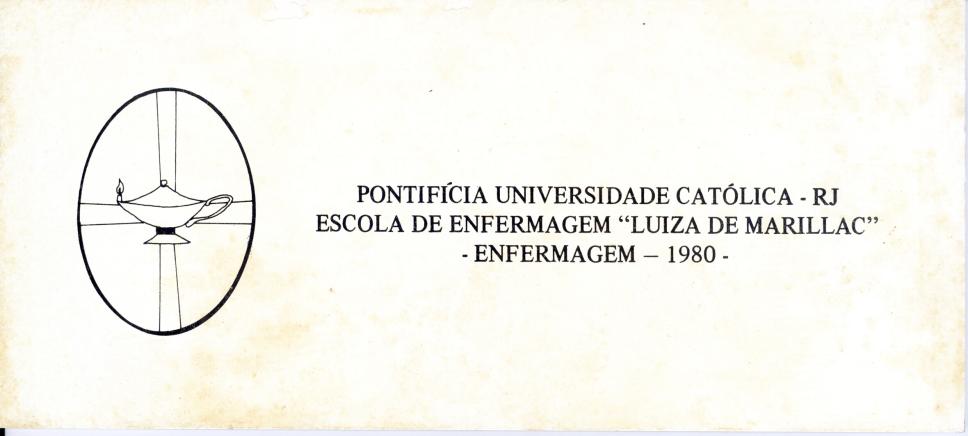 PONTIFÍCIA UNIVERSIDADE CATÓLICA - RJ
ESCOLA DE ENFERMAGEM “LUIZA DE MARILLAC”
- ENFERMAGEM – 1980 -